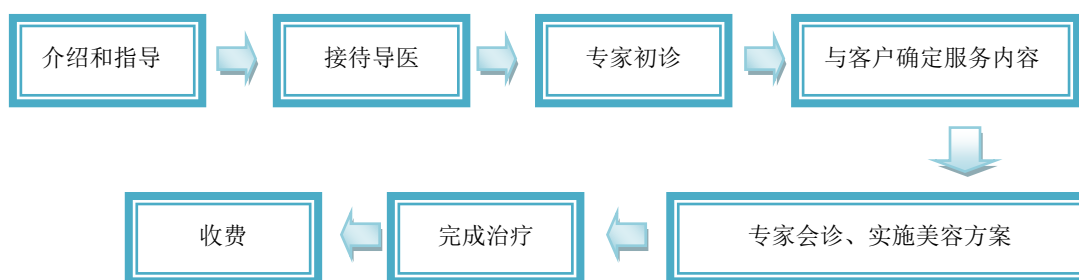 介绍和指导
接待导医
专家初诊
与客户确定服务内容
专家会诊、实施美容方案
完成治疗
收费